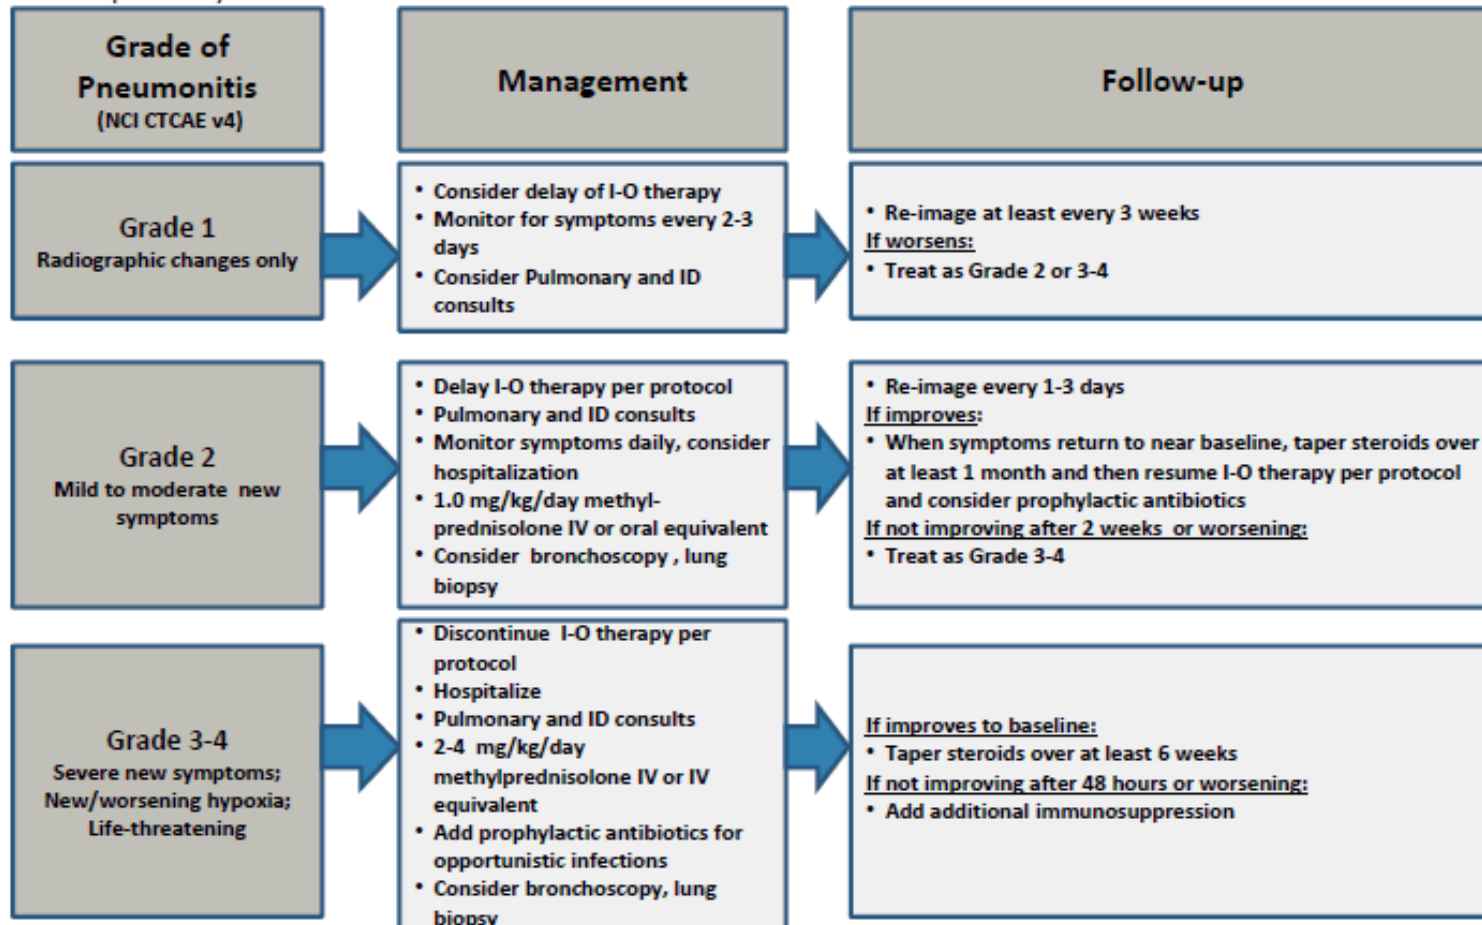 Grade of
Pneumonitis
(NCI CTCAE v4)
Management
Follow-up
Grade 1
Radiographic changes only
• Consider delay of I-O therapy
• Monitor for symptoms every 2-3
days
• Consider Pulmonary and ID
consults
• Re-image at least every 3 weeks
If worsens:
• Treat as Grade 2 or 3-4
Grade 2
Mild to moderate new
symptoms
• Delay I-O therapy per protocol
• Pulmonary and ID consults
• Monitor symptoms daily, consider
hospitalization
• 1.0 mg/kg/day methyl-
prednisolone IV or oral equivalent
• Consider bronchoscopy , lung
biopsy
• Re-image every 1-3 days
If improves:
• When symptoms return to near baseline, taper steroids over
at least 1 month and then resume I-O therapy per protocol
and consider prophylactic antibiotics
If not improving after 2 weeks or worsening:
• Treat as Grade 3-4
Grade 3-4
Severe new symptoms;
New/worsening hypoxia;
Life-threatening
• Discontinue I-O therapy per
protocol
• Hospitalize
• Pulmonary and ID consults
• 2-4 mg/kg/day
methylprednisolone IV or IV
equivalent
• Add prophylactic antibiotics for
opportunistic infections
• Consider bronchoscopy, lung
biopsy
If improves to baseline:
• Taper steroids over at least 6 weeks
If not improving after 48 hours or worsening:
• Add additional immunosuppression